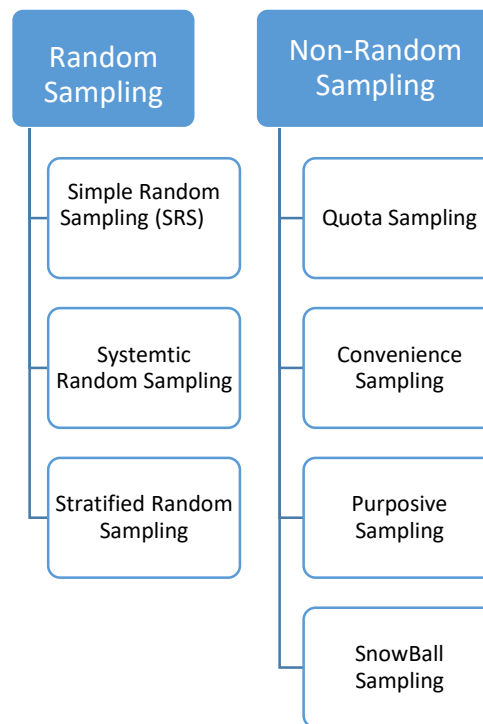 Random
Sampling
Simple Random
Sampling (SRS)
Systemtic
Random Sampling
Stratified Random
Sampling
Non-Random
Sampling
Quota Sampling
Convenience
Sampling
Purposive
Sampling
SnowBall
Sampling